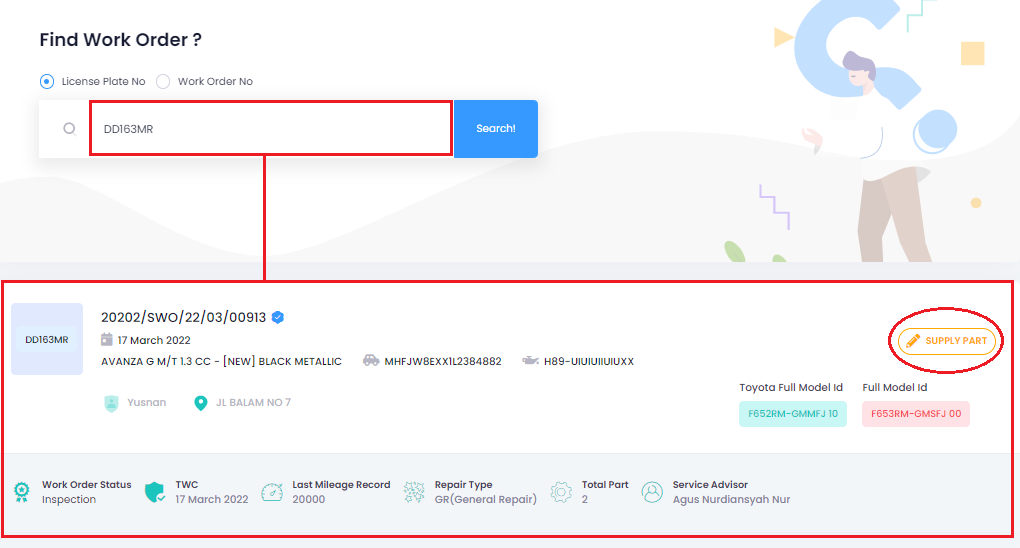 Find Work Order ?
License Plate No Work Order No
DD163MR Search!
DD163MR
20202/SWO/22/03/00913
17 March 2022
AVANZA G M/T 1.3 CC - [NEW] BLACK METALLIC MHFJW8EXX1L2384882 H89-UIUIUIIUIUXX
Yusnan JL BALAM NO 7
SUPPLY PART
Toyota Full Model Id Full Model Id
F652RM-GMMFJ 10 F653RM-GMSFJ 00
Work Order Status TWC Last Mileage Record Repair Type Total Part Service Advisor
Inspection 17 March 2022 20000 GR(General Repair) 2 Agus Nurdiansyah Nur